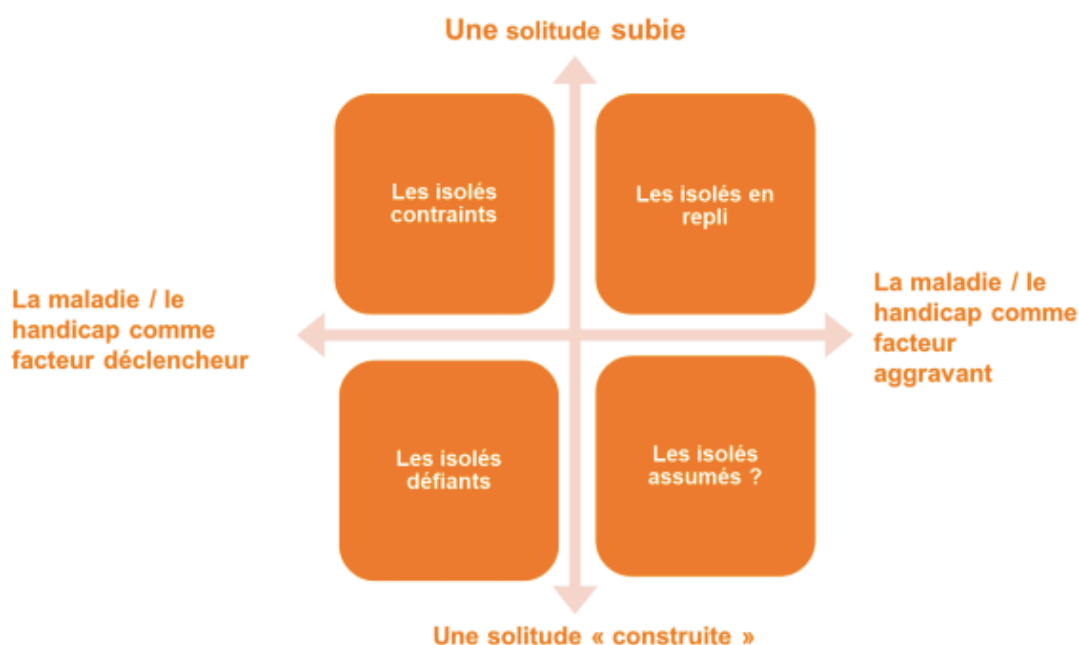 Une solitude subie
Les isolés
contraints
Les isolés en
repli
La maladie / le
handicap comme
facteur déclencheur
La maladie / le
handicap comme
facteur
aggravant
Les isolés
défiants
Les isolés
assumés ?
Une solitude « construite »